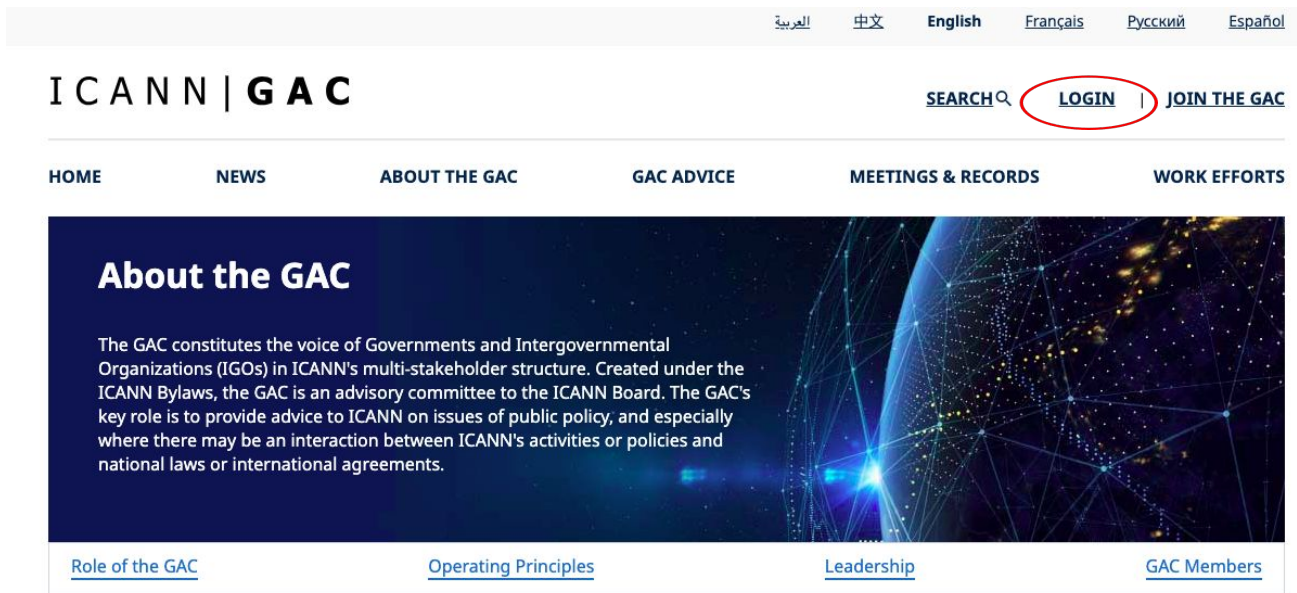 العربية 中文 English Français Русский Español
ICANN|GAC
SEARCH LOGIN | JOIN THE GAC
HOME NEWS ABOUT THE GAC GAC ADVICE MEETINGS & RECORDS WORK EFFORTS
About the GAC
The GAC constitutes the voice of Governments and Intergovernmental
Organizations (IGOs) in ICANN's multi-stakeholder structure. Created under the
ICANN Bylaws, the GAC is an advisory committee to the ICANN Board. The GAC's
key role is to provide advice to ICANN on issues of public policy, and especially
where there may be an interaction between ICANN's activities or policies and
national laws or international agreements.
Role of the GAC Operating Principles Leadership GAC Members